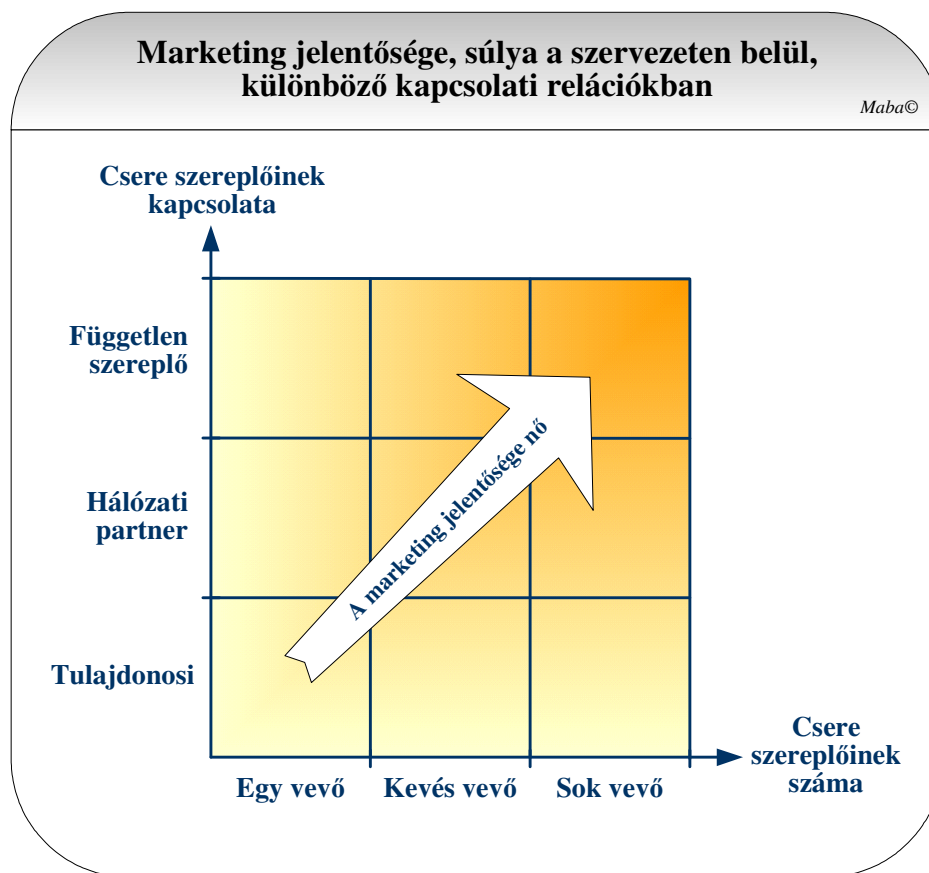 Marketing jelentősége, súlya a szervezeten belül,
különböző kapcsolati relációkban
Maba©
Csere szereplőinek
kapcsolata
Független
szereplő
Hálózati
partner
Tulajdonosi
A marketing jelentősége nő
Egy vevő
Kevés vevő
Sok vevő
Csere
szereplőinek
száma